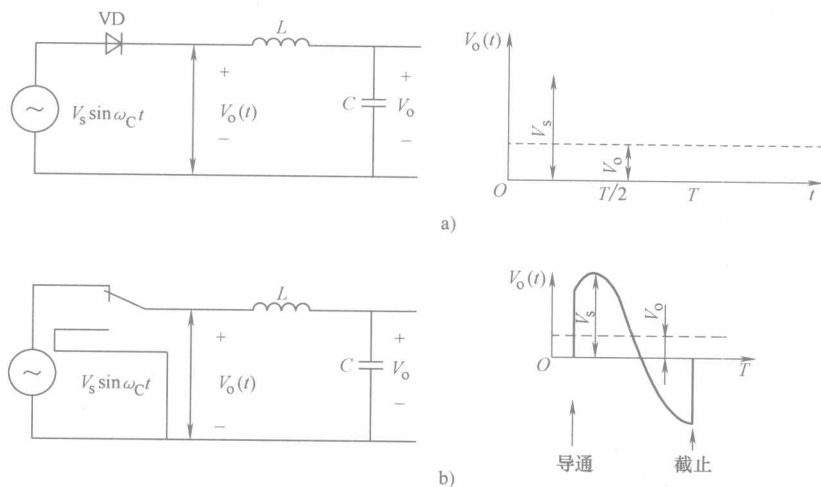 VD
L
V_s sin ω_C t
+
V_o(t)
−
C
+
V_o
−
V_o(t)
V_s
V_o
O
T/2
T
t
a)
L
V_s sin ω_C t
+
V_o(t)
−
C
+
V_o
−
V_o(t)
V_s
V_o
O
T
导通
截止
b)